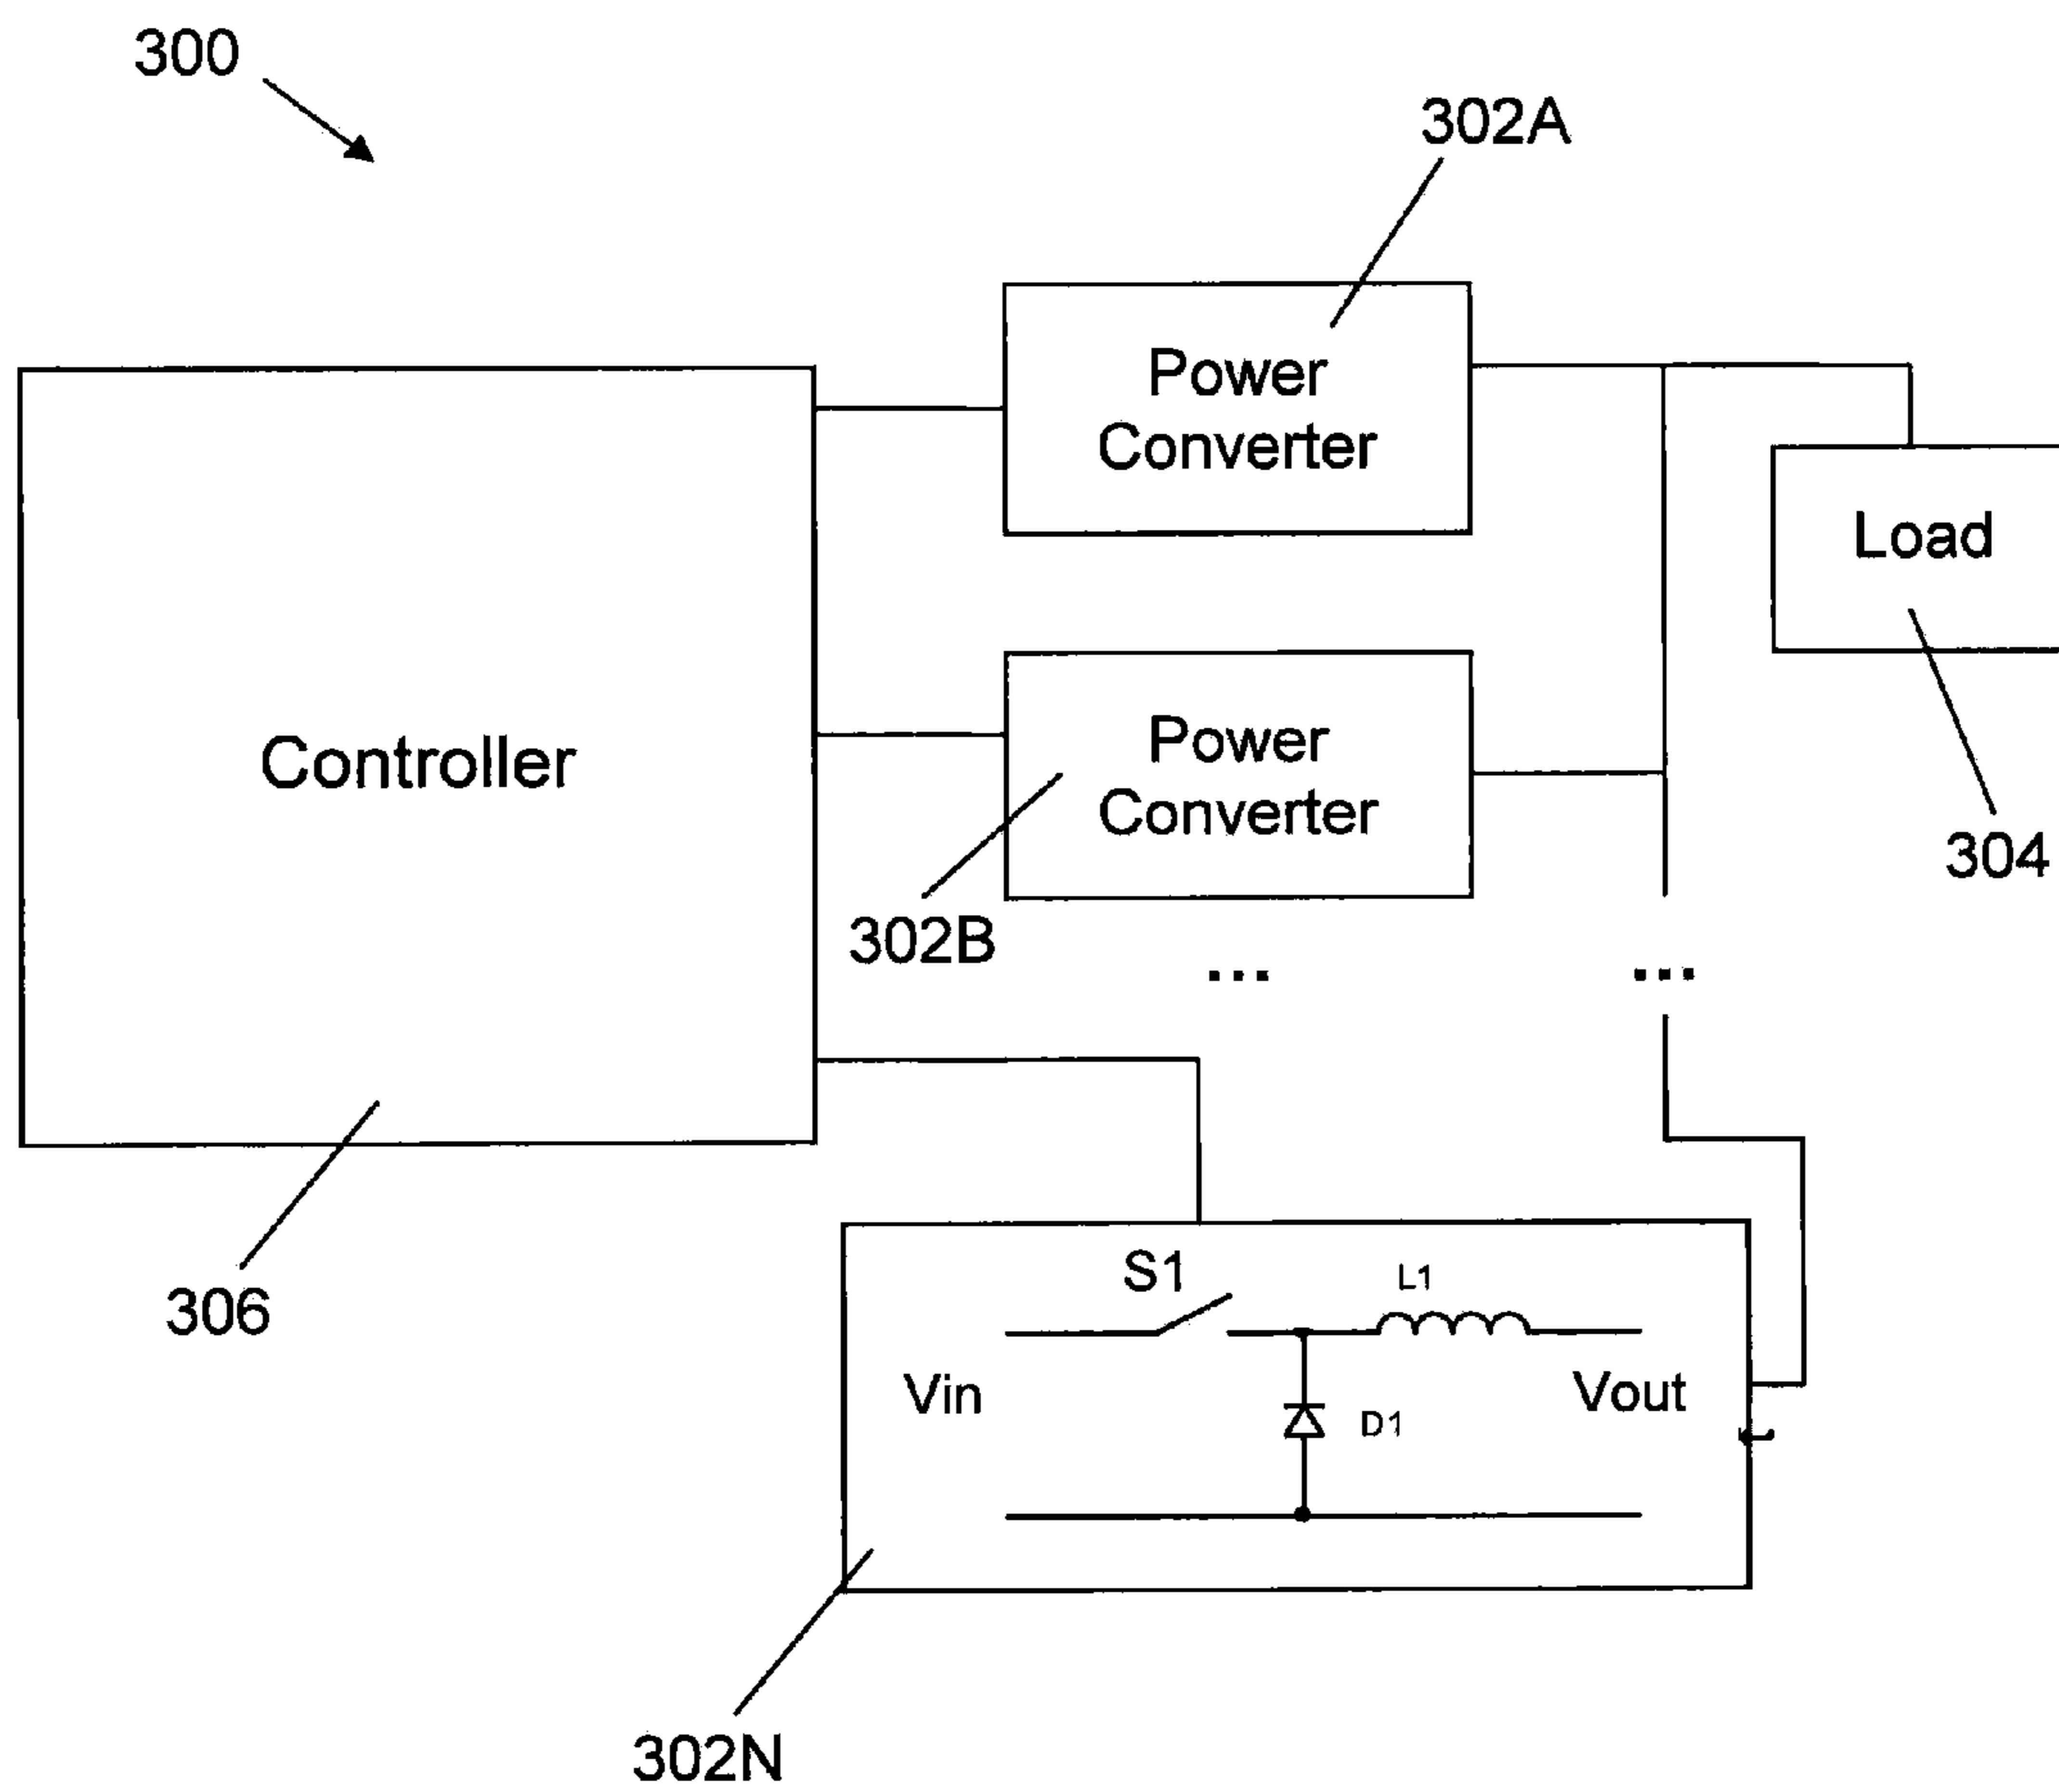 300
302A
Power
Converter
Load
Controller
Power
Converter
304
302B
...
...
306
S1
L1
Vin
Vout
D1
302N